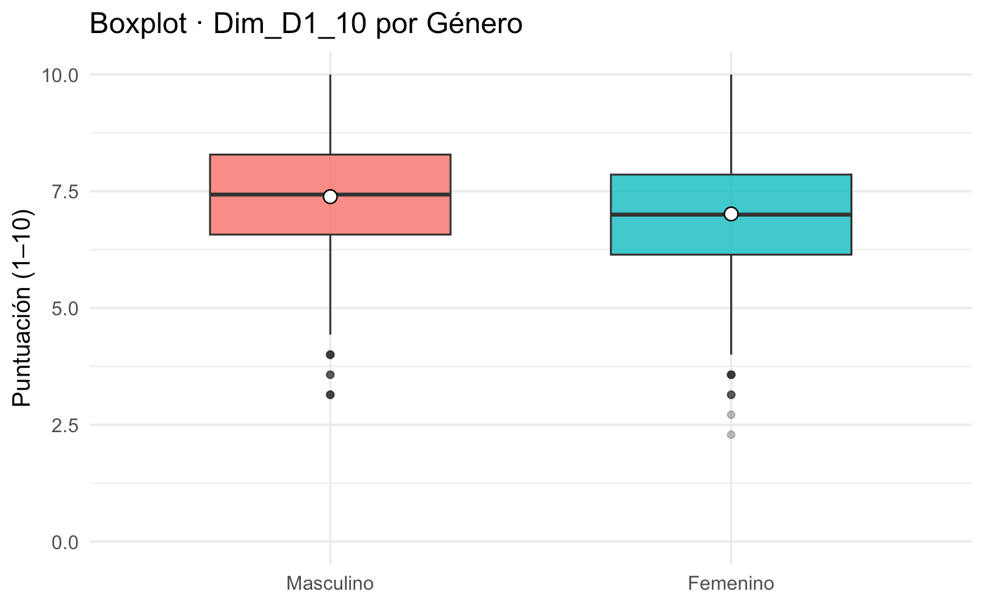 Boxplot · Dim_D1_10 por Género
Puntuación (1–10)
10.0
7.5
5.0
2.5
0.0
Masculino
Femenino